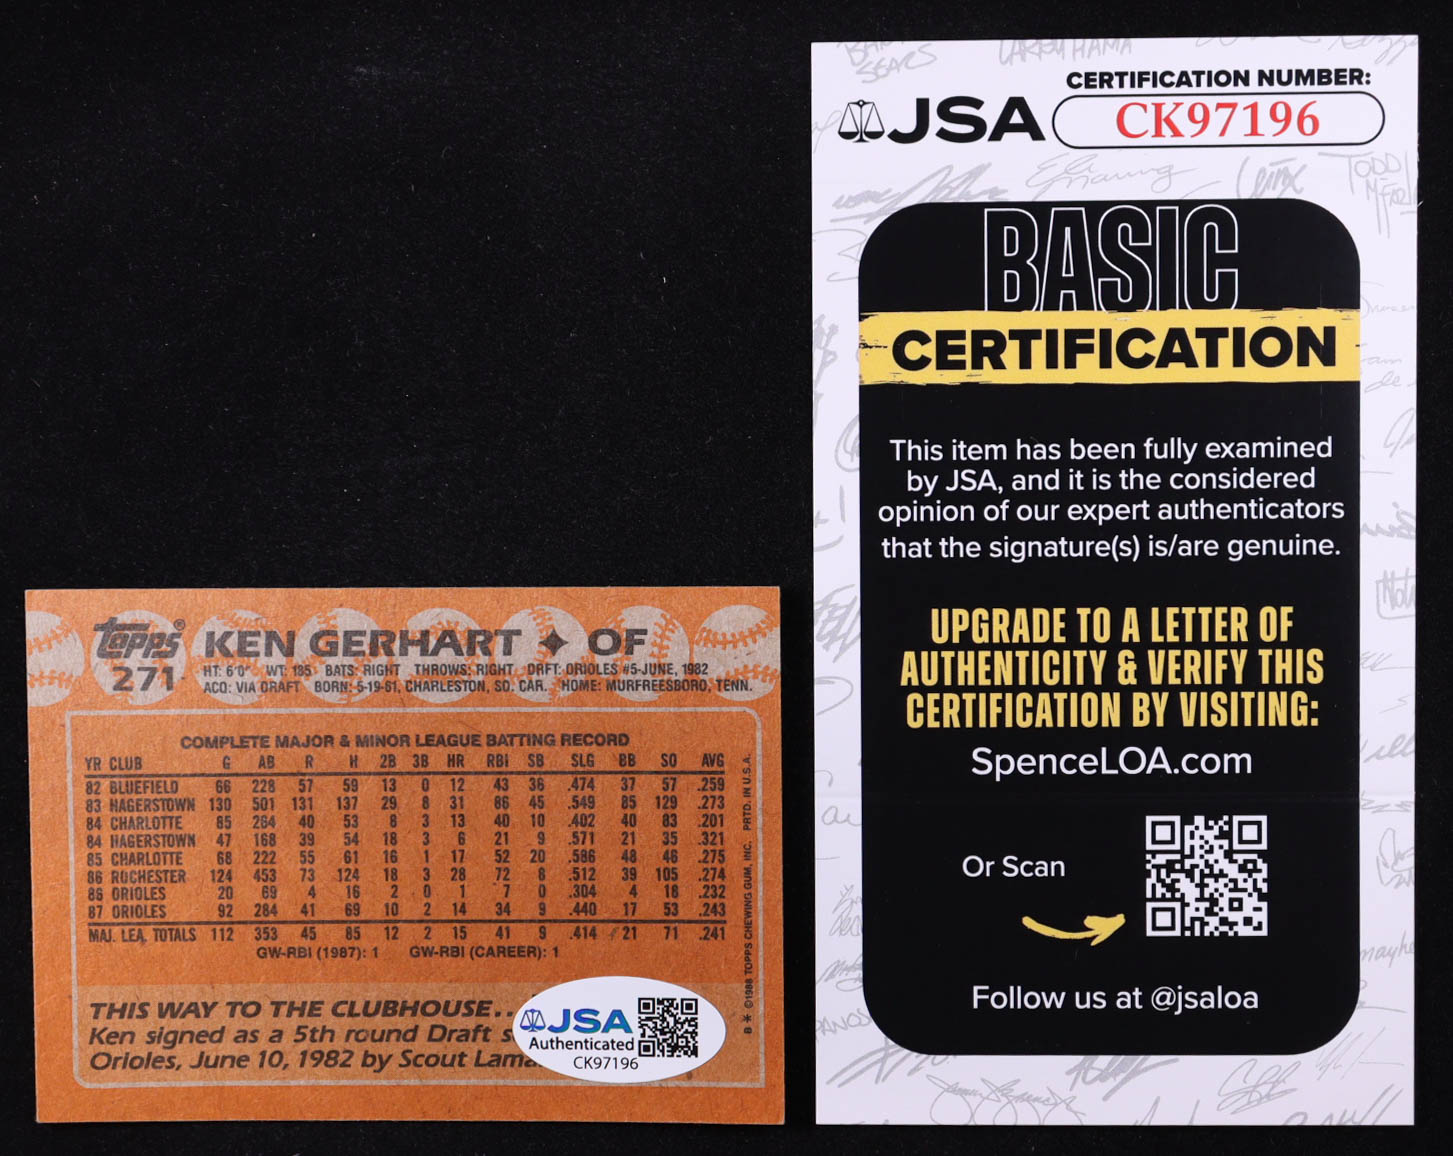 topps® KEN GERHART ✦ OF
271 HT: 6'0" WT: 185 BATS: RIGHT THROWS: RIGHT DRFT: ORIOLES #5-JUNE, 1982
ACQ: VIA DRAFT BORN: 5-19-61, CHARLESTON, SO. CAR. HOME: MURFREESBORO, TENN.
COMPLETE MAJOR & MINOR LEAGUE BATTING RECORD
YR CLUB G AB R H 2B 3B HR RBI SB SLG BB SO AVG
82 BLUEFIELD 66 228 57 59 13 0 12 43 36 .474 37 57 .259
83 HAGERSTOWN 130 501 131 137 29 8 31 86 45 .549 85 129 .273
84 CHARLOTTE 85 264 40 53 8 3 13 40 10 .402 40 83 .201
84 HAGERSTOWN 47 168 39 54 18 3 6 21 9 .571 21 35 .321
85 CHARLOTTE 68 222 55 61 16 1 17 52 20 .586 48 46 .275
86 ROCHESTER 124 453 73 124 18 3 28 72 6 .512 39 105 .274
86 ORIOLES 20 69 4 16 2 0 1 7 0 .304 4 18 .232
87 ORIOLES 92 284 41 69 10 2 14 34 9 .440 17 53 .243
MAJ. LEA. TOTALS 112 353 45 85 12 2 15 41 9 .414 21 71 .241
GW-RBI (1987): 1 GW-RBI (CAREER): 1
THIS WAY TO THE CLUBHOUSE..
Ken signed as a 5th round Draft s
Orioles, June 10, 1982 by Scout Lama
B * ©1988 TOPPS CHEWING GUM, INC. PRTD. IN U.S.A.
JSA
Authenticated
CK97196
CERTIFICATION NUMBER:
JSA CK97196
BASIC
CERTIFICATION
This item has been fully examined
by JSA, and it is the considered
opinion of our expert authenticators
that the signature(s) is/are genuine.
UPGRADE TO A LETTER OF
AUTHENTICITY & VERIFY THIS
CERTIFICATION BY VISITING:
SpenceLOA.com
Or Scan
Follow us at @jsaloa